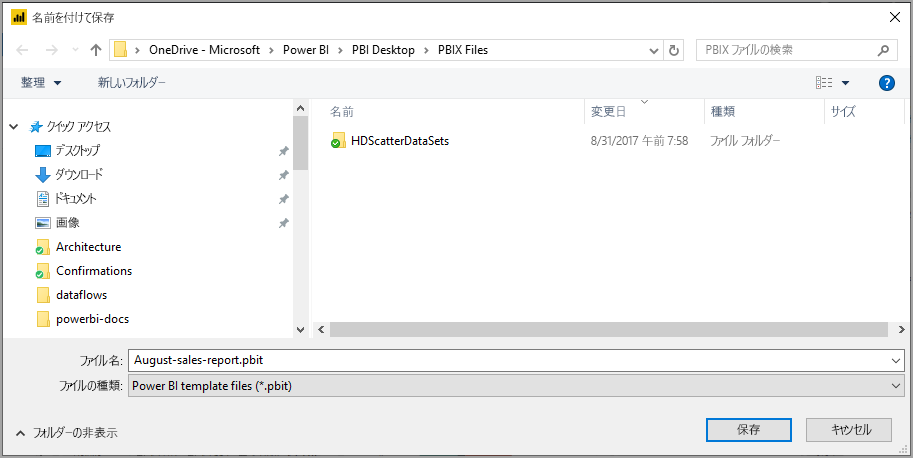 名前を付けて保存
OneDrive - Microsoft > Power BI > PBI Desktop > PBIX Files
PBIX ファイルの検索
整理 新しいフォルダー
名前 変更日 種類 サイズ
クイック アクセス
デスクトップ
ダウンロード
ドキュメント
画像
Architecture
Confirmations
dataflows
powerbi-docs
HDScatterDataSets 8/31/2017 午前 7:58 ファイル フォルダー
ファイル名: August-sales-report.pbit
ファイルの種類: Power BI template files (*.pbit)
フォルダーの非表示
保存 キャンセル